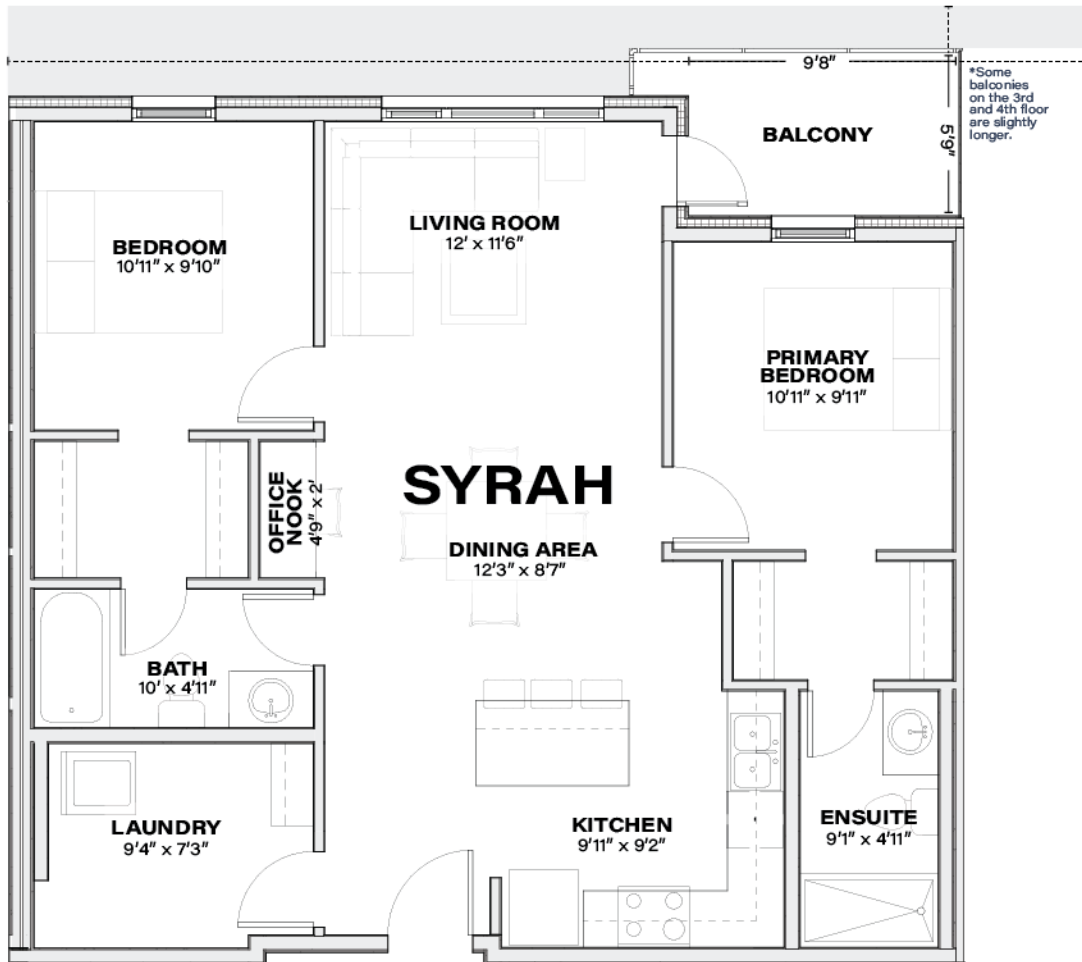 9'8"
*Some
balconies
on the 3rd
and 4th floor
are slightly
longer.
BALCONY
5'9"
LIVING ROOM
12' x 11'6"
BEDROOM
10'11" x 9'10"
PRIMARY
BEDROOM
10'11" x 9'11"
SYRAH
OFFICE
NOOK
4'9" x 2'
DINING AREA
12'3" x 8'7"
BATH
10' x 4'11"
LAUNDRY
9'4" x 7'3"
KITCHEN
9'11" x 9'2"
ENSUITE
9'1" x 4'11"